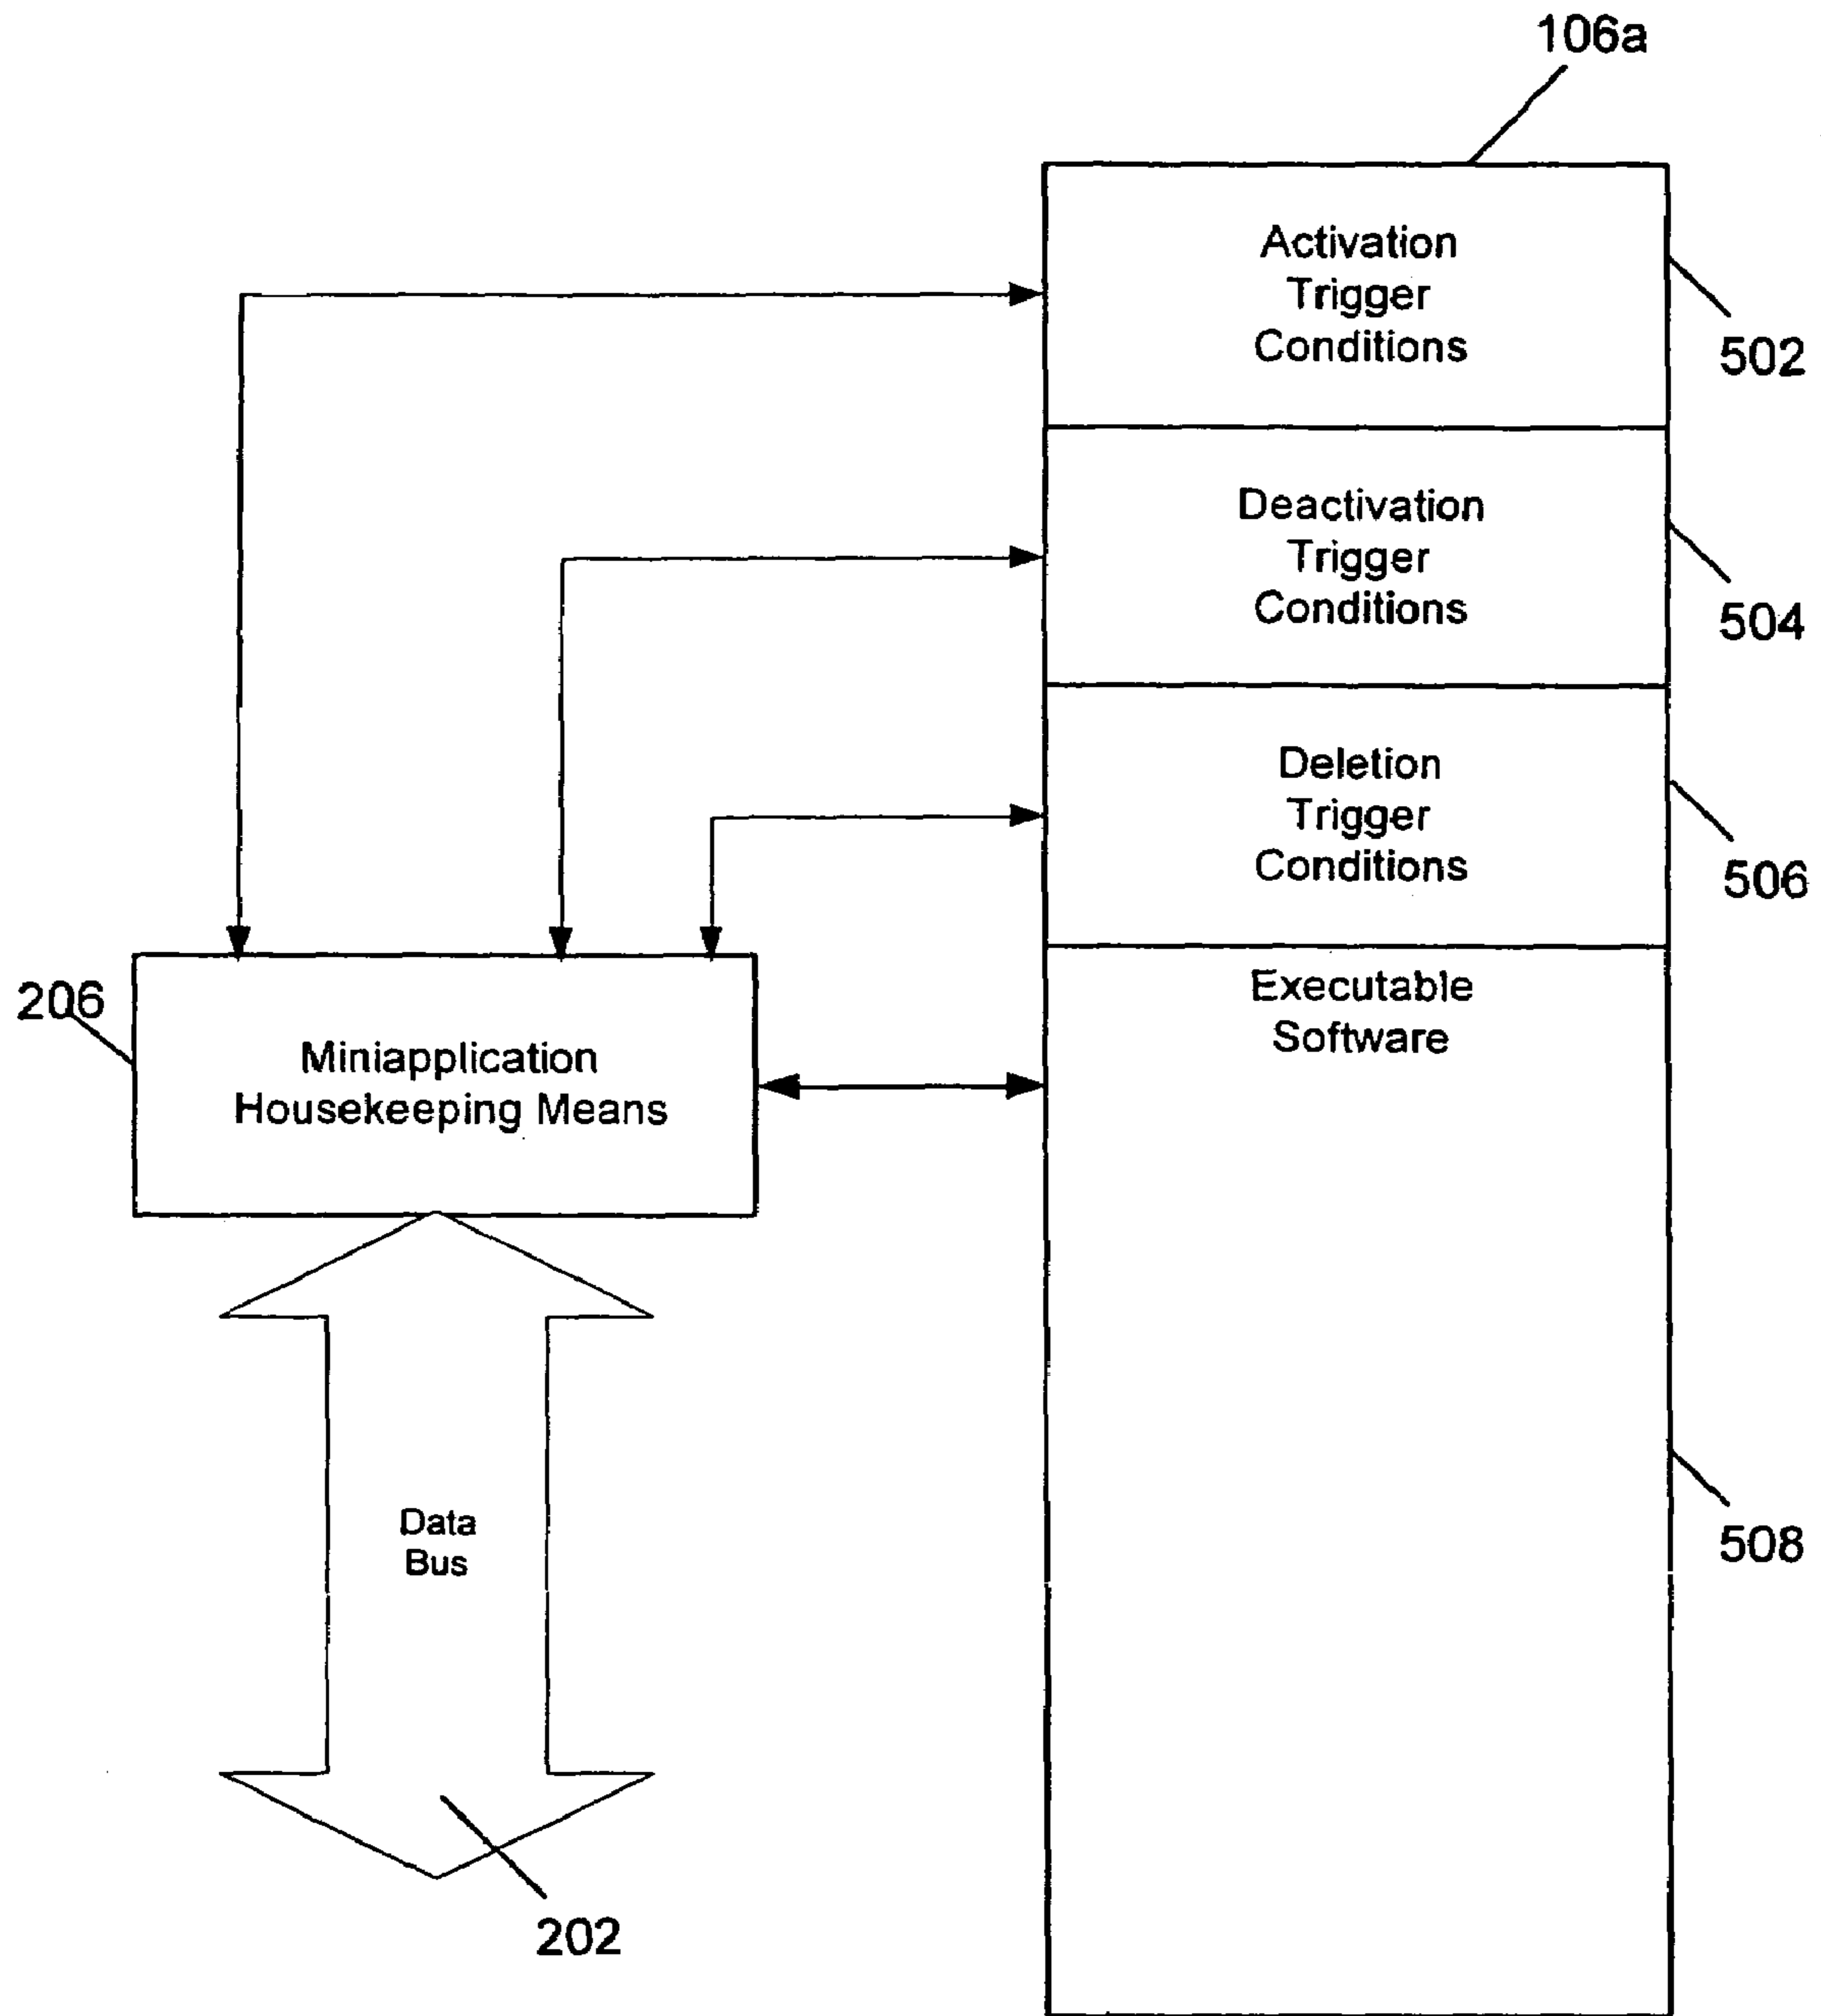 106a
Activation
Trigger
Conditions
502
Deactivation
Trigger
Conditions
504
Deletion
Trigger
Conditions
506
Executable
Software
206
Miniapplication
Housekeeping Means
Data
Bus
508
202